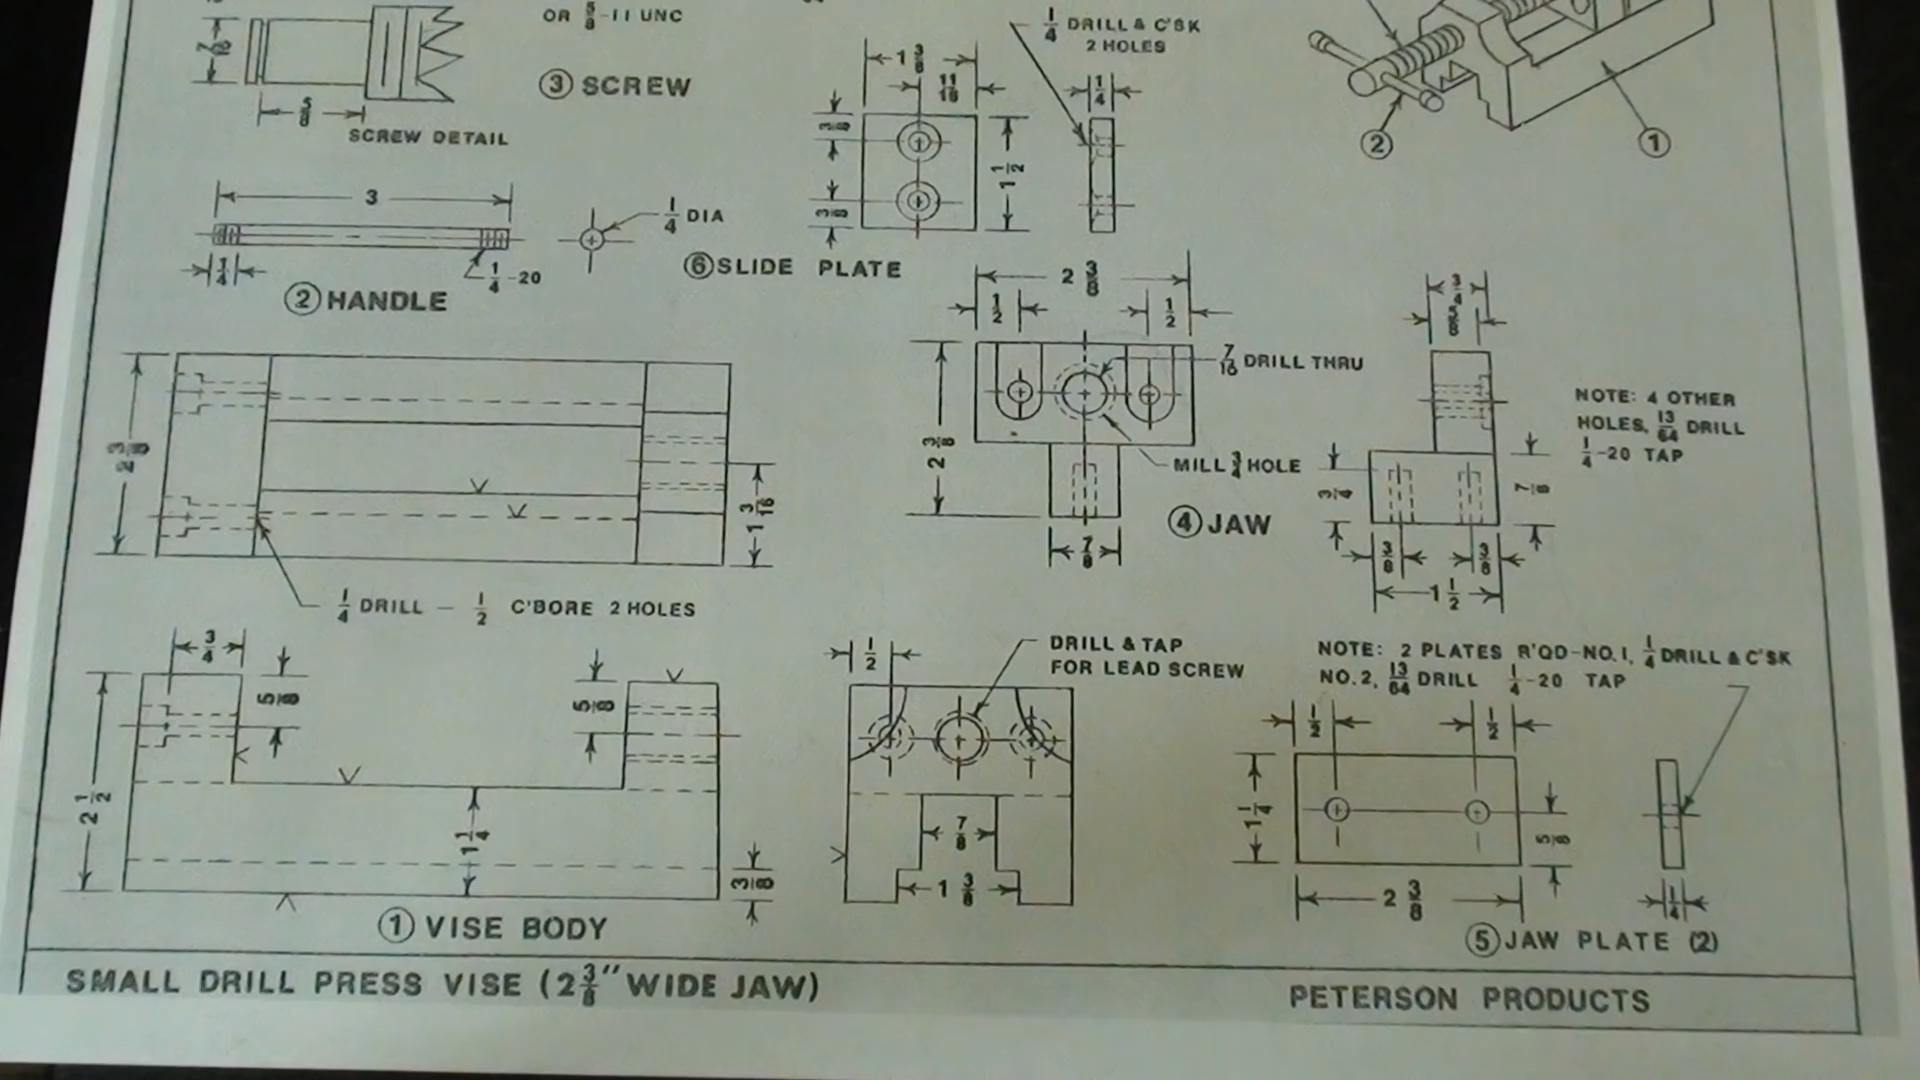 OR 5/8-11 UNC
③ SCREW
5/8
SCREW DETAIL
1 3/8
11/16
1/4 DRILL & C'SK
2 HOLES
1/4
3/8
1 1/2
3/8
②
①
3
1/4 DIA
1/4
1/4-20
② HANDLE
⑥ SLIDE PLATE
2 3/8
1/2
1/2
7/16 DRILL THRU
2 3/8
MILL 3/4 HOLE
④ JAW
7/8
3/4
5/8
3/4
7/8
3/8
3/8
1 1/2
NOTE: 4 OTHER
HOLES, 13/64 DRILL
1/4-20 TAP
2 3/8
1 3/16
1/4 DRILL — 1/2 C'BORE 2 HOLES
3/4
5/8
5/8
2 1/2
1 1/4
3/8
① VISE BODY
1/2
DRILL & TAP
FOR LEAD SCREW
7/8
1 3/8
NOTE: 2 PLATES R'QD-NO.1, 1/4 DRILL & C'SK
NO.2, 13/64 DRILL 1/4-20 TAP
1/2
1/2
1 1/4
5/8
2 3/8
1/4
⑤ JAW PLATE (2)
SMALL DRILL PRESS VISE (2 3/8" WIDE JAW)
PETERSON PRODUCTS